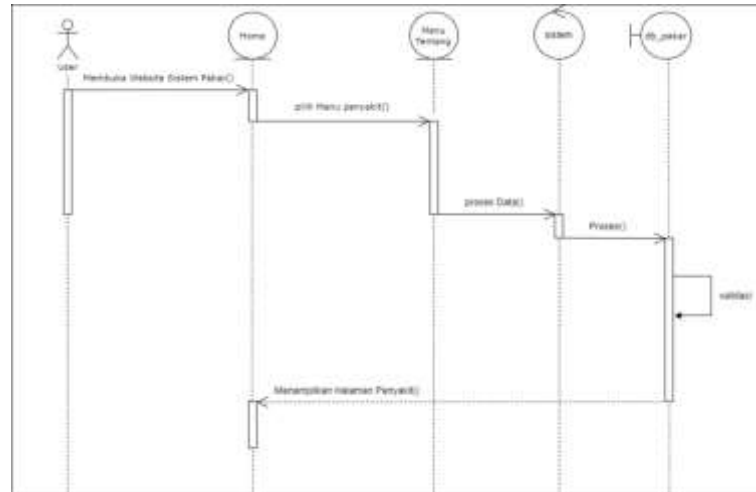 Home
Menu
Tentang
sistem
db_pakar
User
Membuka Website Sistem Pakar()
pilih Menu penyakit()
proses Data()
Proses()
validasi
Menampilkan Halaman Penyakit()